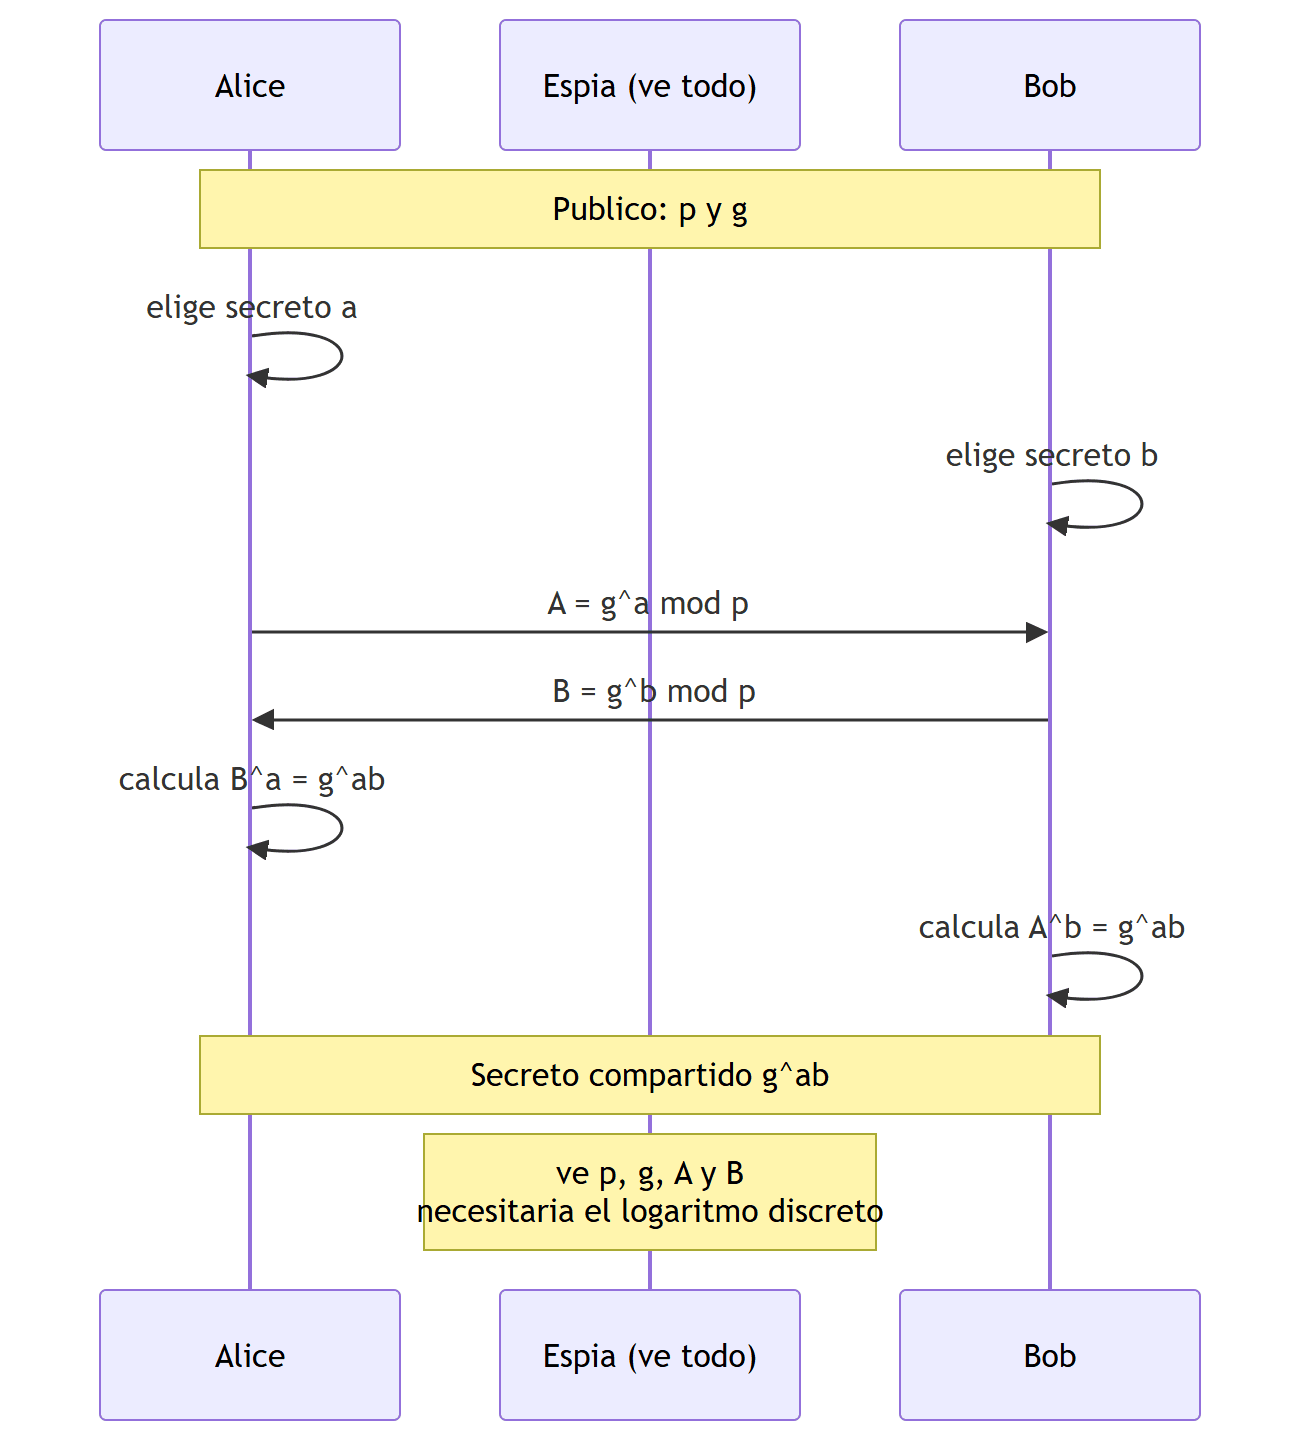 Alice
Espia (ve todo)
Bob
Publico: p y g
elige secreto a
elige secreto b
A = g^a mod p
B = g^b mod p
calcula B^a = g^ab
calcula A^b = g^ab
Secreto compartido g^ab
ve p, g, A y B
necesitaria el logaritmo discreto
Alice
Espia (ve todo)
Bob